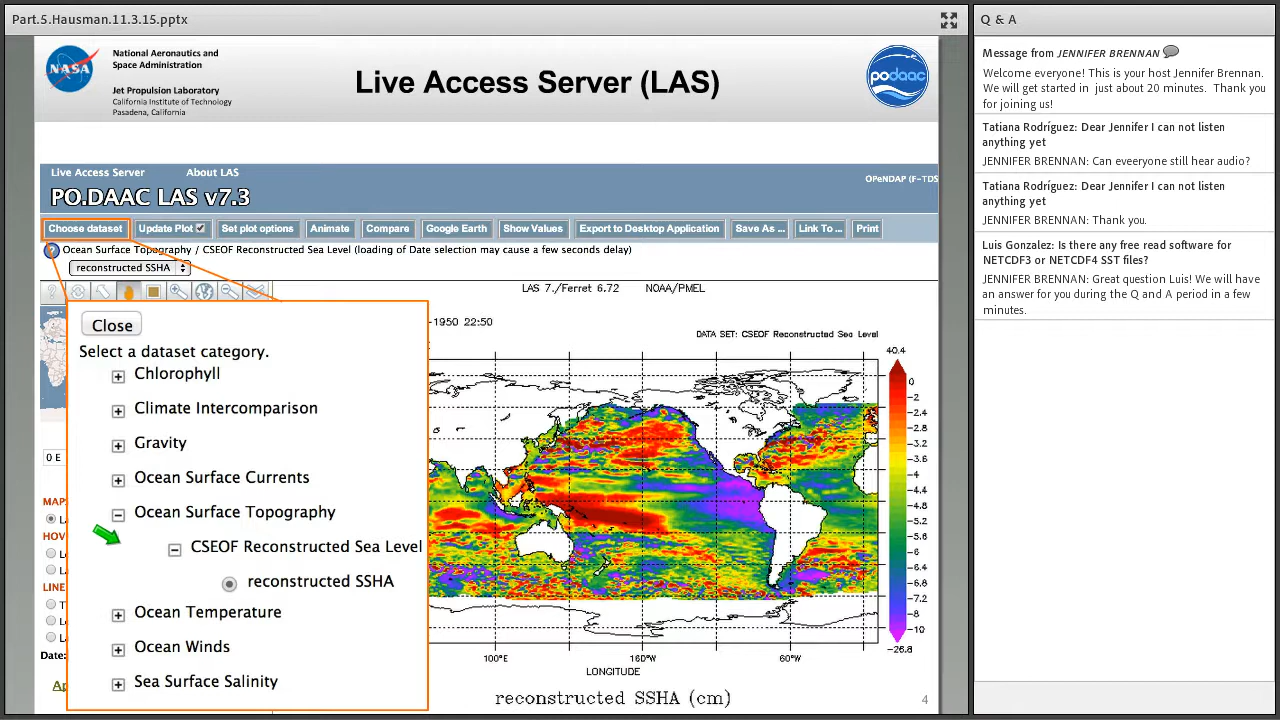 Part.5.Hausman.11.3.15.pptx
NASA
National Aeronautics and
Space Administration
Jet Propulsion Laboratory
California Institute of Technology
Pasadena, California
Live Access Server (LAS)
podaac
Live Access Server
About LAS
OPeNDAP (F-TDS
PO.DAAC LAS v7.3
Choose dataset
Update Plot
Set plot options
Animate
Compare
Google Earth
Show Values
Export to Desktop Application
Save As ...
Link To ...
Print
Ocean Surface Topography / CSEOF Reconstructed Sea Level (loading of Date selection may cause a few seconds delay)
reconstructed SSHA
LAS 7./Ferret 6.72 NOAA/PMEL
-1950 22:50
DATA SET: CSEOF Reconstructed Sea Level
Close
Select a dataset category.
Chlorophyll
Climate Intercomparison
Gravity
Ocean Surface Currents
Ocean Surface Topography
CSEOF Reconstructed Sea Level
reconstructed SSHA
Ocean Temperature
Ocean Winds
Sea Surface Salinity
0 E
MAP
HOV
LINE
Date:
40.4
0
-2
-2.4
-3.6
-4
-4.8
-5.2
-5.8
-6.4
-7.2
-8
-10
-26.8
100°E
160°W
60°W
LONGITUDE
reconstructed SSHA (cm)
4
Q & A
Message from JENNIFER BRENNAN
Welcome everyone! This is your host Jennifer Brennan.
We will get started in just about 20 minutes. Thank you
for joining us!
Tatiana Rodríguez: Dear Jennifer I can not listen
anything yet
JENNIFER BRENNAN: Can eveeryone still hear audio?
Tatiana Rodríguez: Dear Jennifer I can not listen
anything yet
JENNIFER BRENNAN: Thank you.
Luis Gonzalez: Is there any free read software for
NETCDF3 or NETCDF4 SST files?
JENNIFER BRENNAN: Great question Luis! We will have
an answer for you during the Q and A period in a few
minutes.